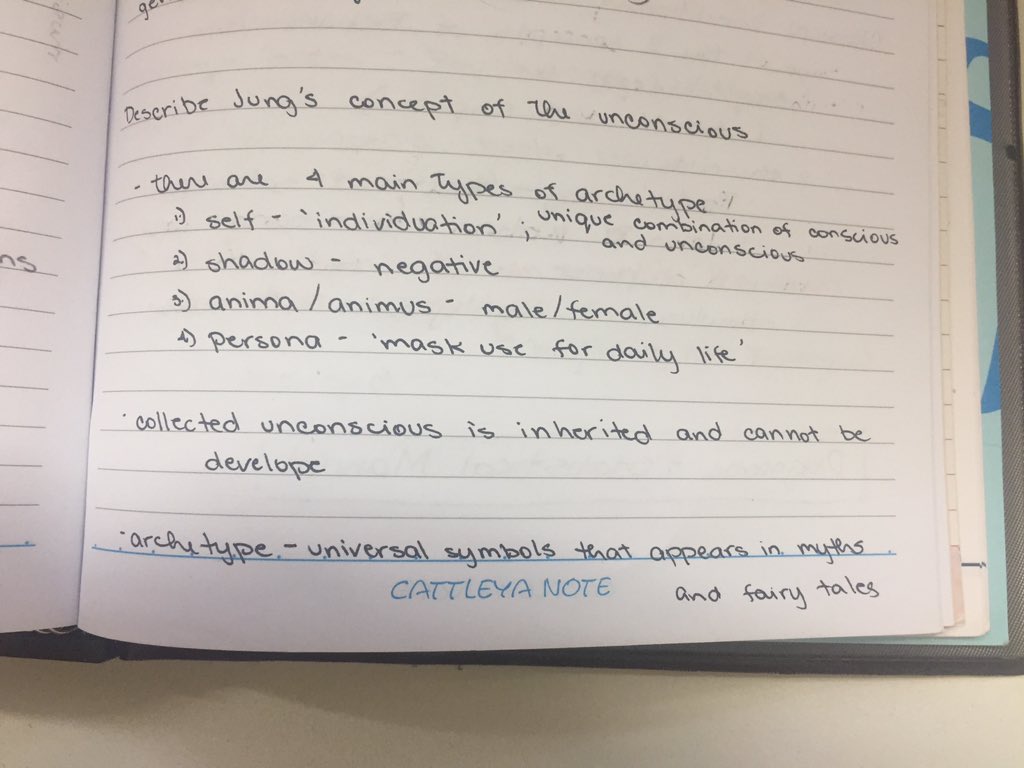 Describe Jung's concept of the unconscious
- there are 4 main types of archetype :
1) self - 'individuation' ; unique combination of conscious
and unconscious
2) shadow - negative
3) anima / animus - male/female
4) persona - 'mask use for daily life'
· collected unconscious is inherited and cannot be
develope
· archetype - universal symbols that appears in myths
and fairy tales
CATTLEYA NOTE
ns